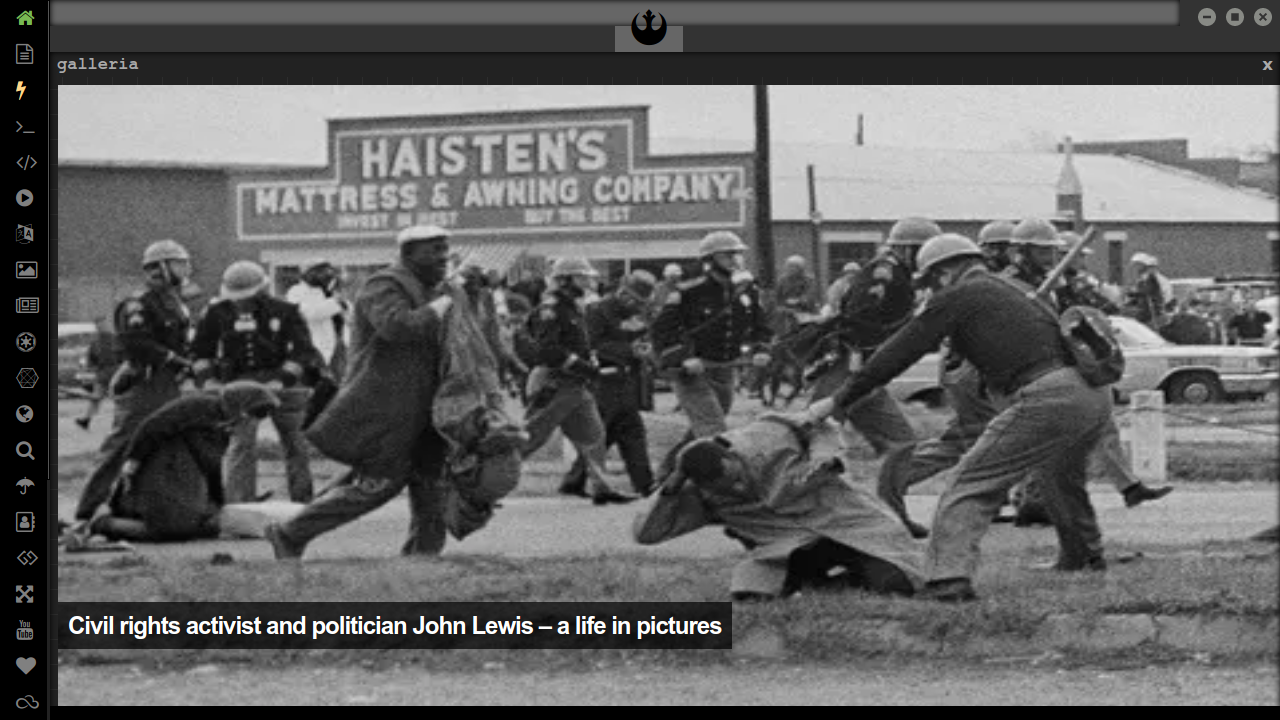 galleria
x
HAISTEN'S
MATTRESS & AWNING COMPANY
INVEST IN REST BUY THE BEST
Civil rights activist and politician John Lewis – a life in pictures
You
Tube